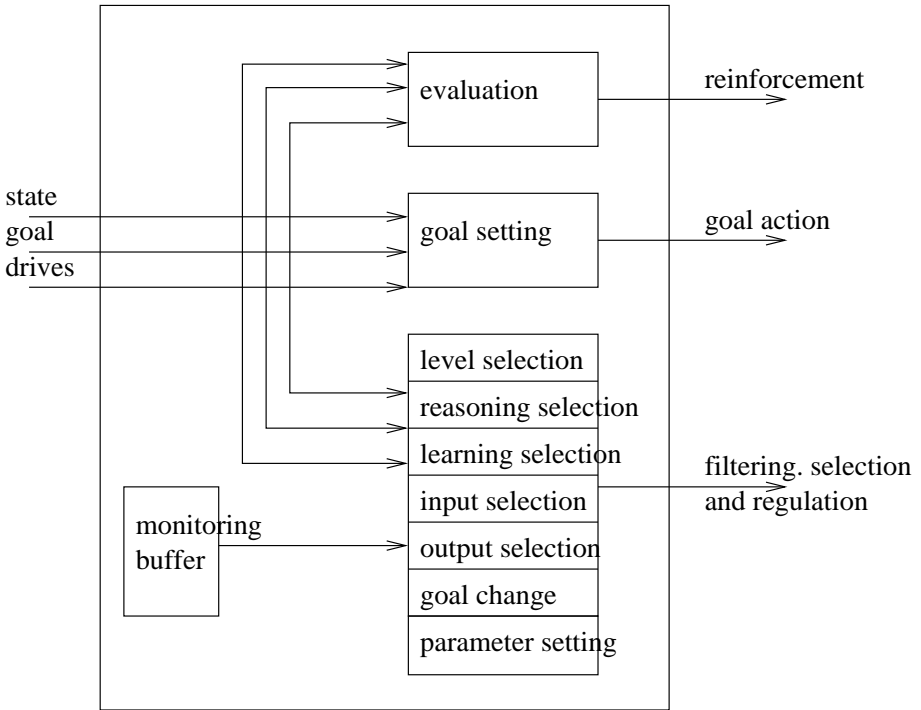 evaluation
reinforcement
state
goal
drives
goal setting
goal action
level selection
reasoning selection
learning selection
input selection
output selection
goal change
parameter setting
filtering. selection
and regulation
monitoring
buffer